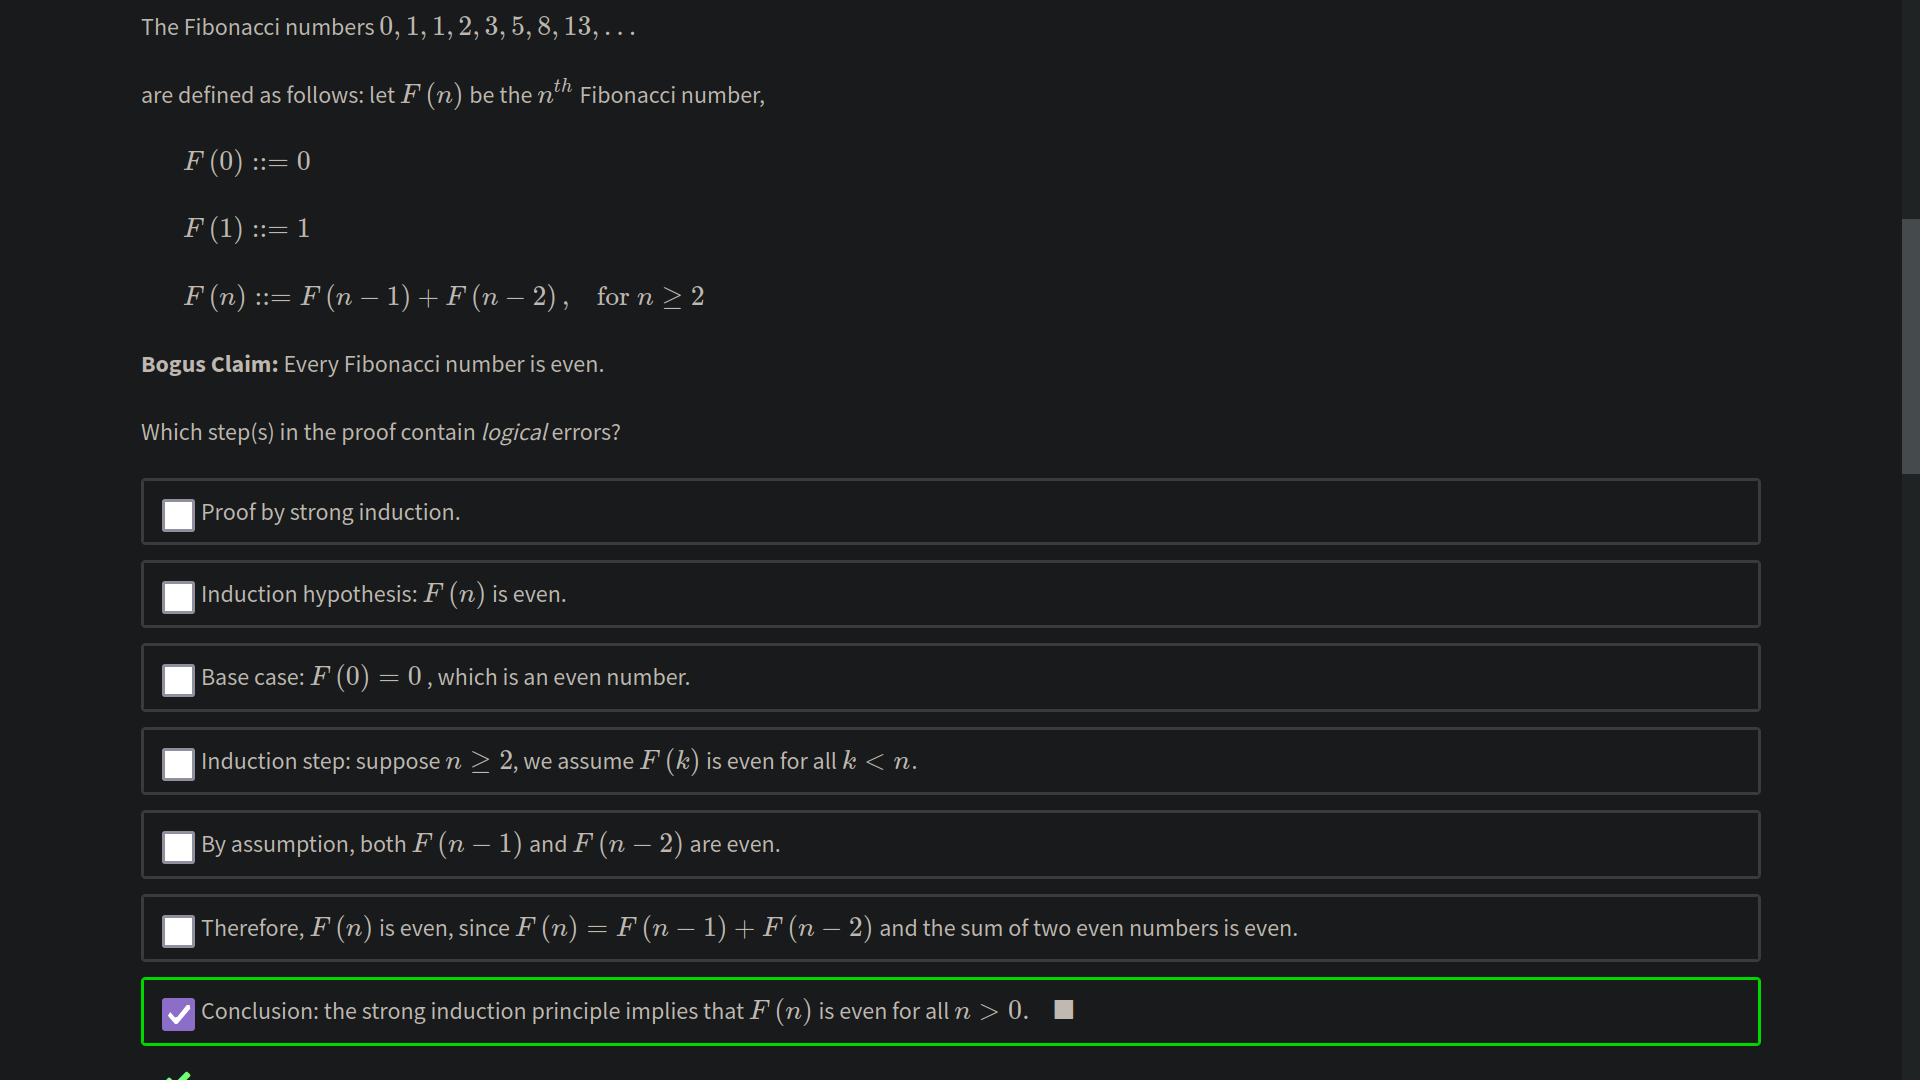 The Fibonacci numbers 0, 1, 1, 2, 3, 5, 8, 13, . . .
are defined as follows: let F (n) be the n^th Fibonacci number,
F (0) ::= 0
F (1) ::= 1
F (n) ::= F (n − 1) + F (n − 2) , for n ≥ 2
Bogus Claim: Every Fibonacci number is even.
Which step(s) in the proof contain logical errors?
Proof by strong induction.
Induction hypothesis: F (n) is even.
Base case: F (0) = 0 , which is an even number.
Induction step: suppose n ≥ 2, we assume F (k) is even for all k < n.
By assumption, both F (n − 1) and F (n − 2) are even.
Therefore, F (n) is even, since F (n) = F (n − 1) + F (n − 2) and the sum of two even numbers is even.
Conclusion: the strong induction principle implies that F (n) is even for all n > 0. ■